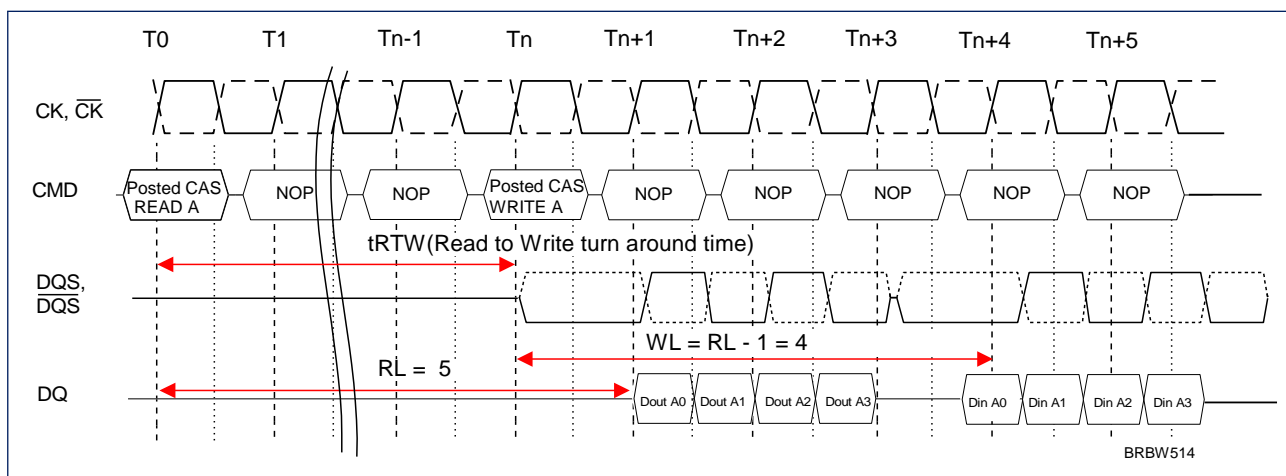 T0 T1 Tn-1 Tn Tn+1 Tn+2 Tn+3 Tn+4 Tn+5
CK, C̅K̅
CMD
Posted CAS
READ A
NOP
NOP
Posted CAS
WRITE A
NOP
NOP
NOP
NOP
NOP
tRTW(Read to Write turn around time)
DQS,
D̅Q̅S̅
WL = RL - 1 = 4
RL = 5
DQ
Dout A0 Dout A1 Dout A2 Dout A3 Din A0 Din A1 Din A2 Din A3
BRBW514